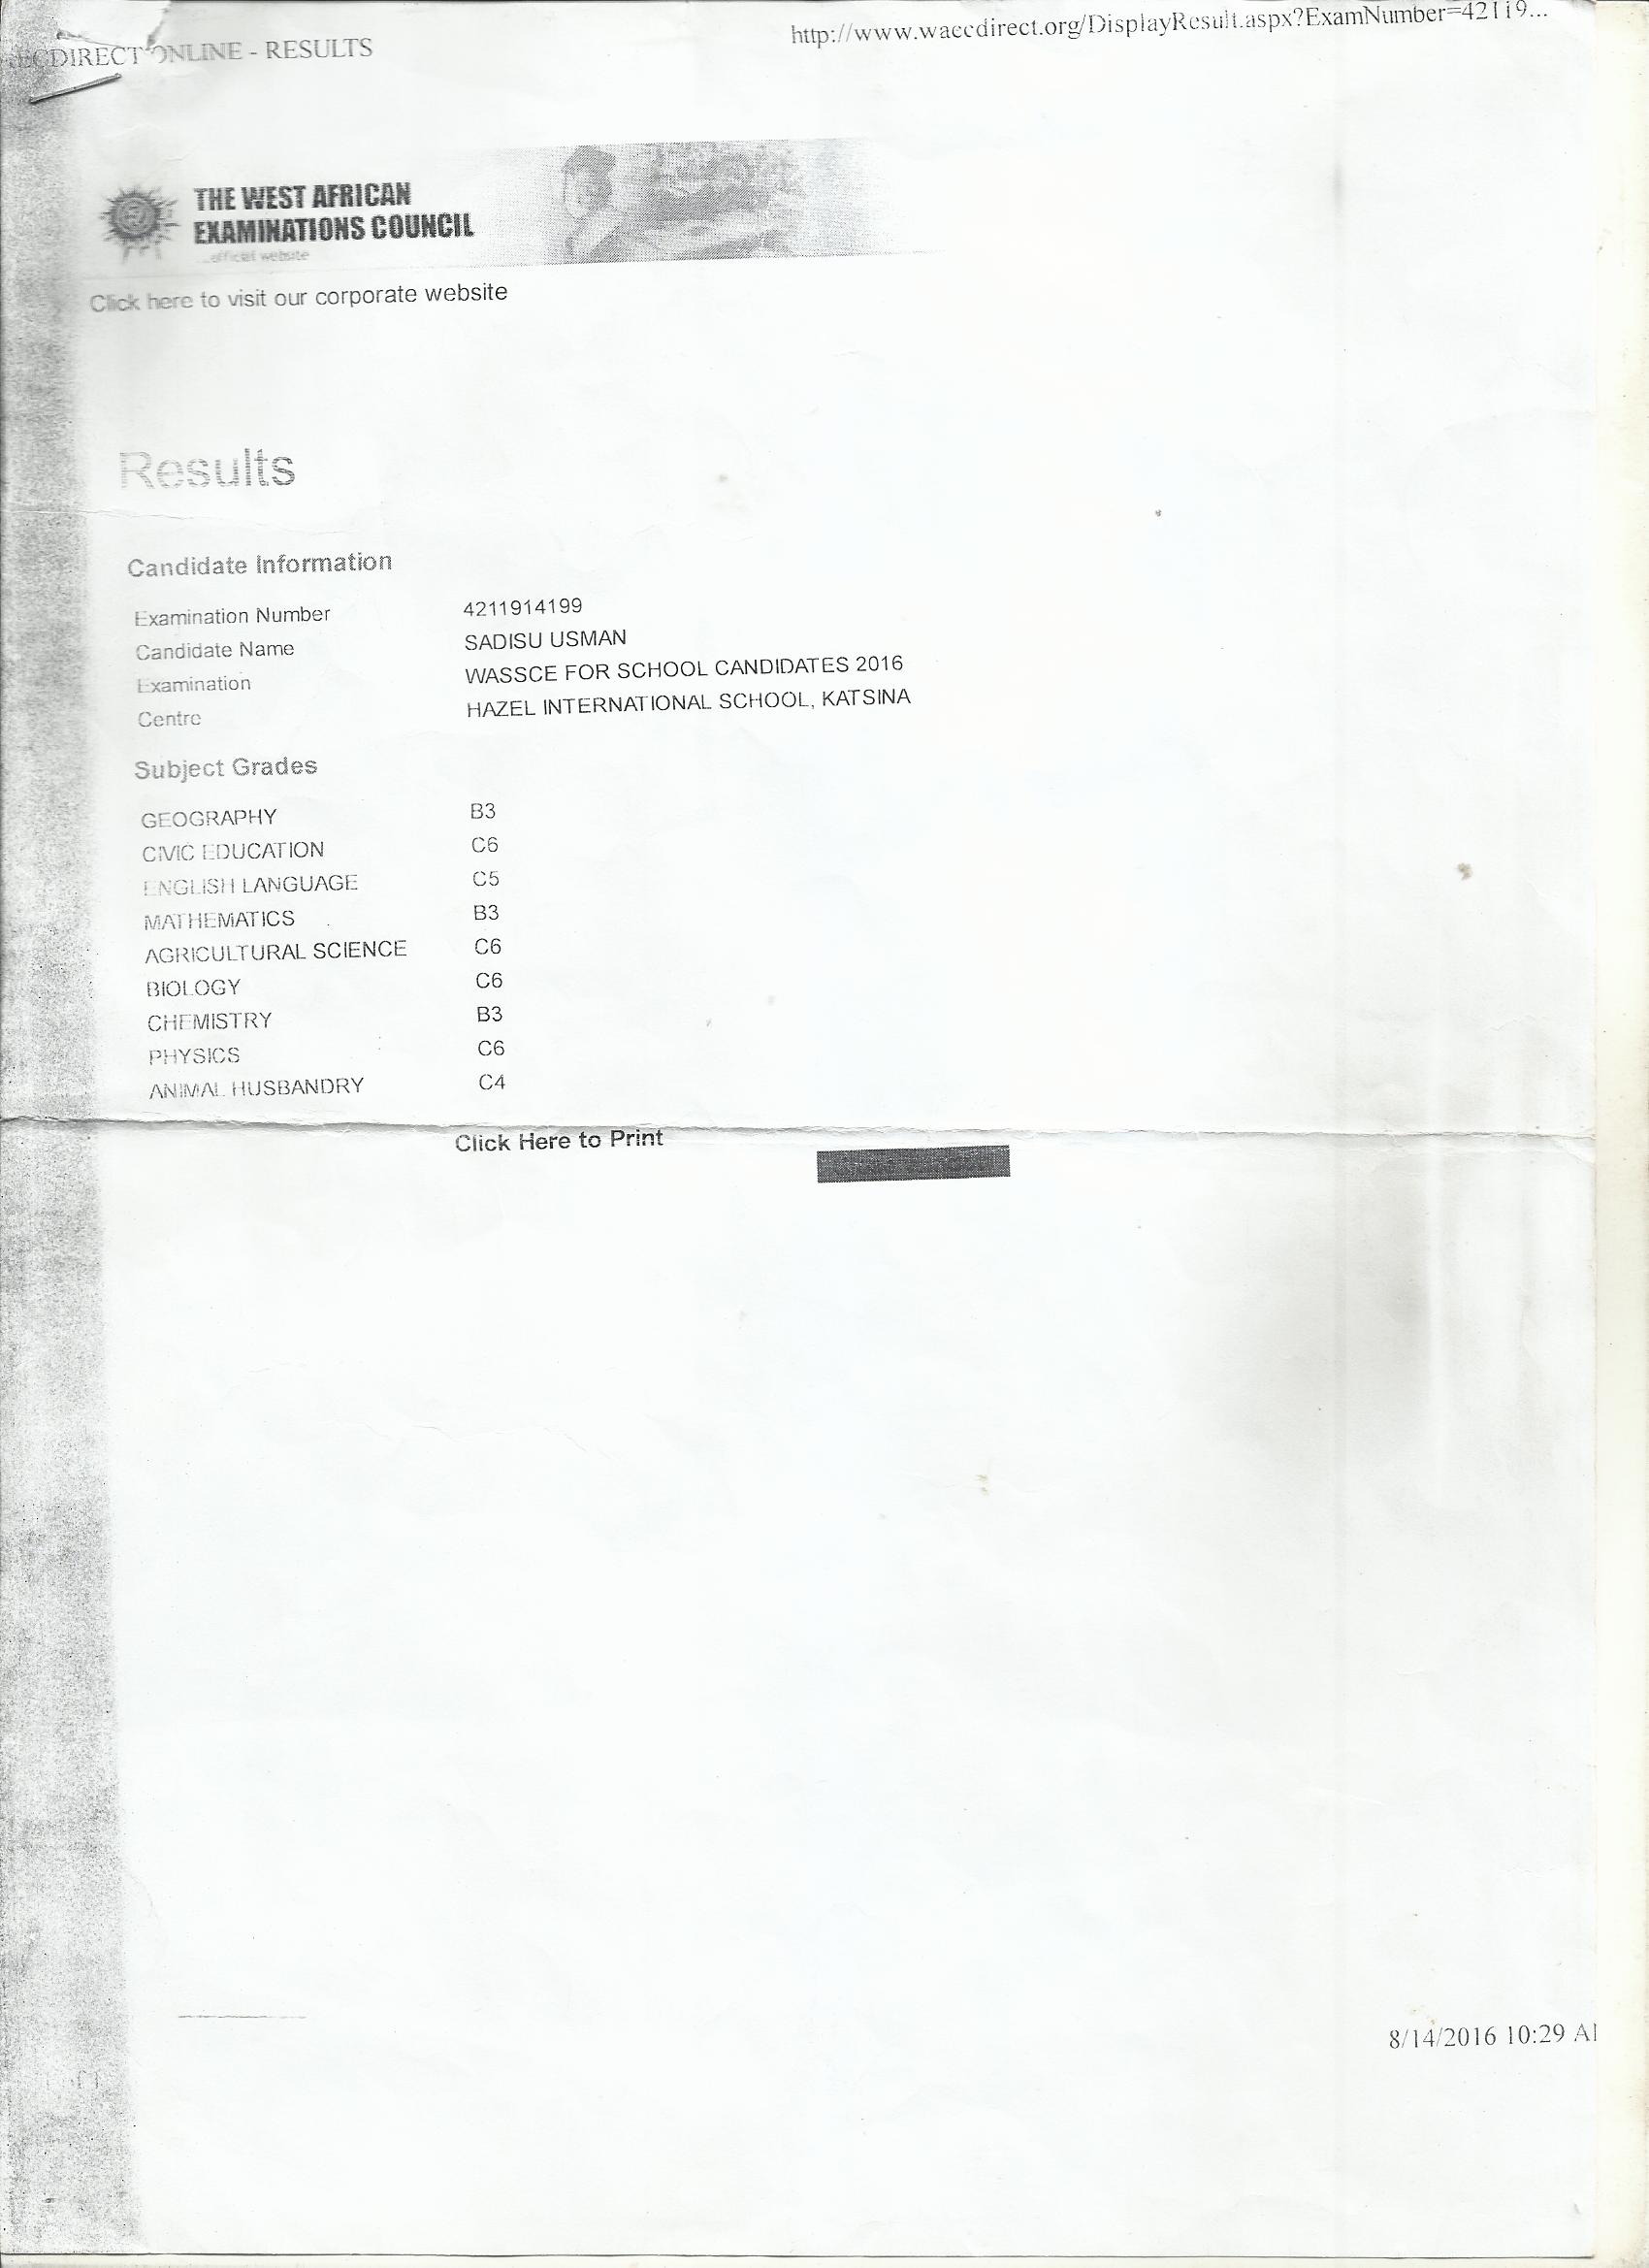 ECDIRECT ONLINE - RESULTS
http://www.waecdirect.org/DisplayResult.aspx?ExamNumber=42119...
THE WEST AFRICAN
EXAMINATIONS COUNCIL
...official website
Click here to visit our corporate website
Results
Candidate Information
Examination Number 4211914199
Candidate Name SADISU USMAN
Examination WASSCE FOR SCHOOL CANDIDATES 2016
Centre HAZEL INTERNATIONAL SCHOOL, KATSINA
Subject Grades
GEOGRAPHY B3
CIVIC EDUCATION C6
ENGLISH LANGUAGE C5
MATHEMATICS B3
AGRICULTURAL SCIENCE C6
BIOLOGY C6
CHEMISTRY B3
PHYSICS C6
ANIMAL HUSBANDRY C4
Click Here to Print
8/14/2016 10:29 A